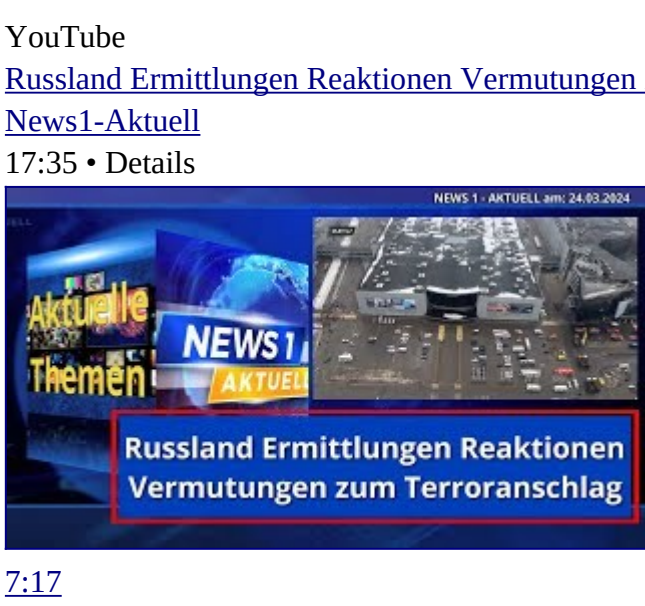 YouTube
Russland Ermittlungen Reaktionen Vermutungen
News1-Aktuell
17:35 • Details
NEWS 1 - AKTUELL am: 24.03.2024
Aktuelle
Themen
NEWS 1
AKTUELL
Russland Ermittlungen Reaktionen
Vermutungen zum Terroranschlag
7:17